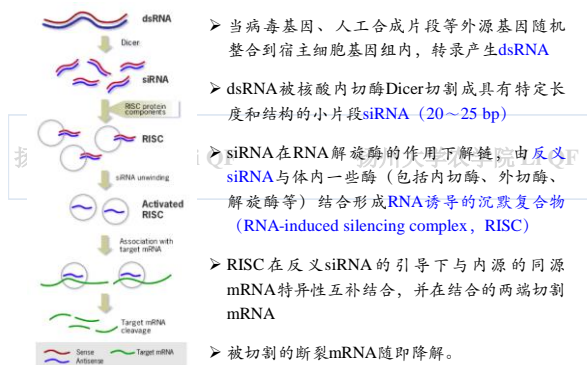 dsRNA
Dicer
siRNA
RISC protein
components
RISC
siRNA unwinding
Activated
RISC
Association with
target mRNA
Target mRNA
cleavage
Sense
Target mRNA
Antisense
➢ 当病毒基因、人工合成片段等外源基因随机
整合到宿主细胞基因组内，转录产生dsRNA
➢ dsRNA被核酸内切酶Dicer切割成具有特定长
度和结构的小片段siRNA（20～25 bp）
➢ siRNA在RNA解旋酶的作用下解链，由反义
siRNA与体内一些酶（包括内切酶、外切酶、
解旋酶等）结合形成RNA诱导的沉默复合物
（RNA-induced silencing complex，RISC）
➢ RISC在反义siRNA的引导下与内源的同源
mRNA特异性互补结合，并在结合的两端切割
mRNA
➢ 被切割的断裂mRNA随即降解。
扬州大学农学院
QF